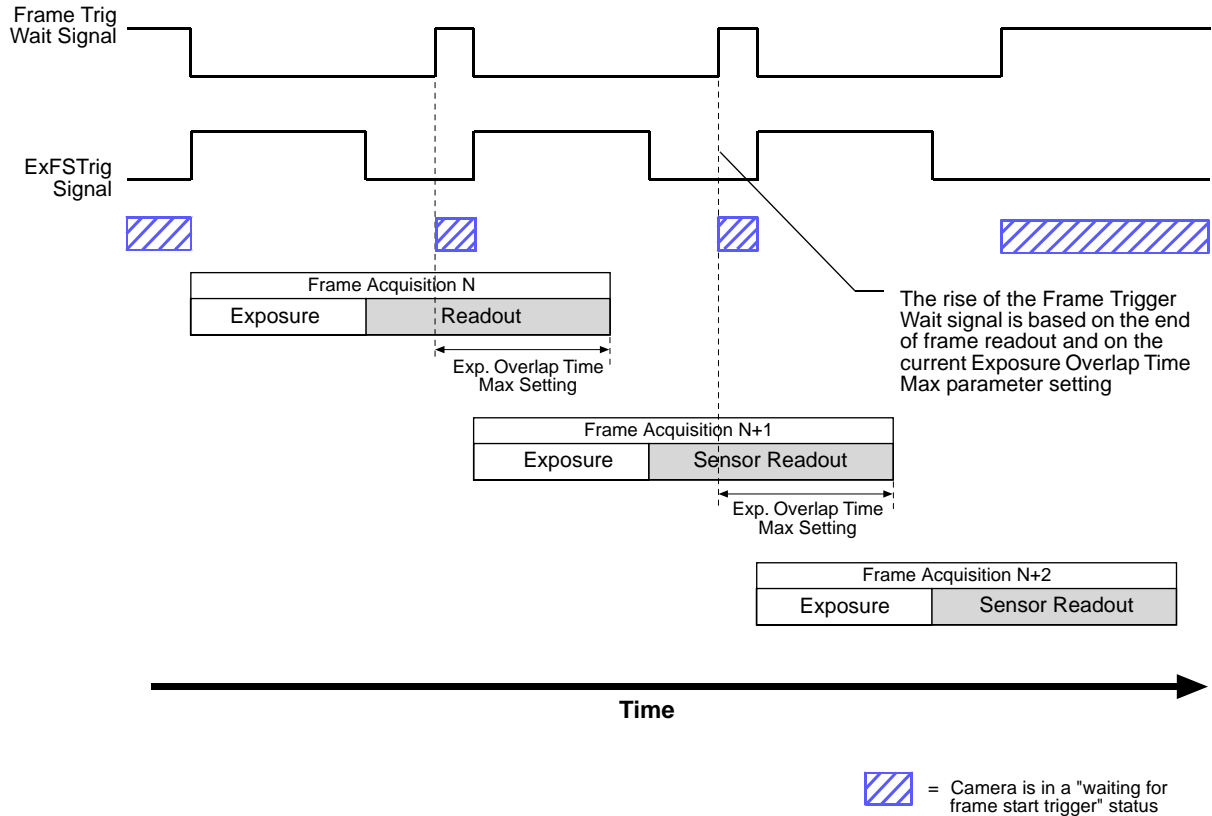 Frame Trig
Wait Signal
ExFSTrig
Signal
Frame Acquisition N
Exposure
Readout
Exp. Overlap Time
Max Setting
The rise of the Frame Trigger
Wait signal is based on the end
of frame readout and on the
current Exposure Overlap Time
Max parameter setting
Frame Acquisition N+1
Exposure
Sensor Readout
Exp. Overlap Time
Max Setting
Frame Acquisition N+2
Exposure
Sensor Readout
Time
= Camera is in a "waiting for
frame start trigger" status